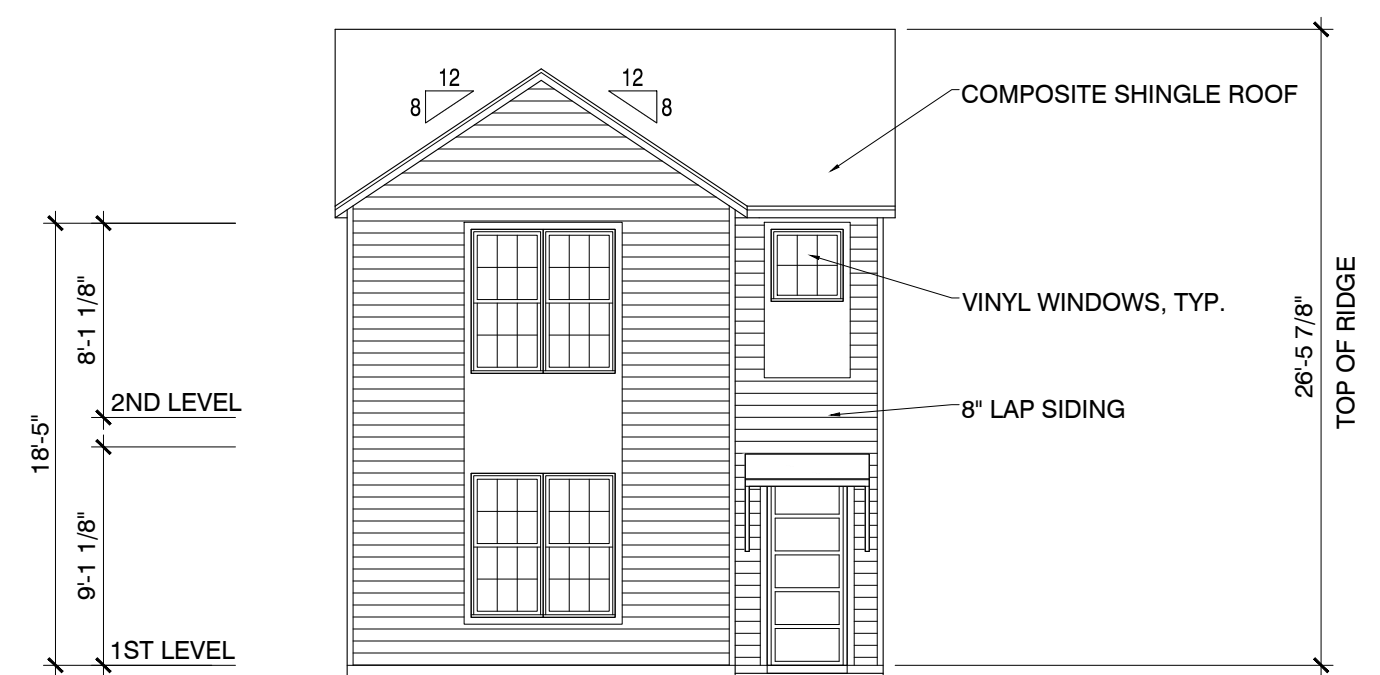 12
12
8
8
COMPOSITE SHINGLE ROOF
8'-1 1/8"
VINYL WINDOWS, TYP.
26'-5 7/8"
TOP OF RIDGE
2ND LEVEL
8" LAP SIDING
18'-5"
9'-1 1/8"
1ST LEVEL